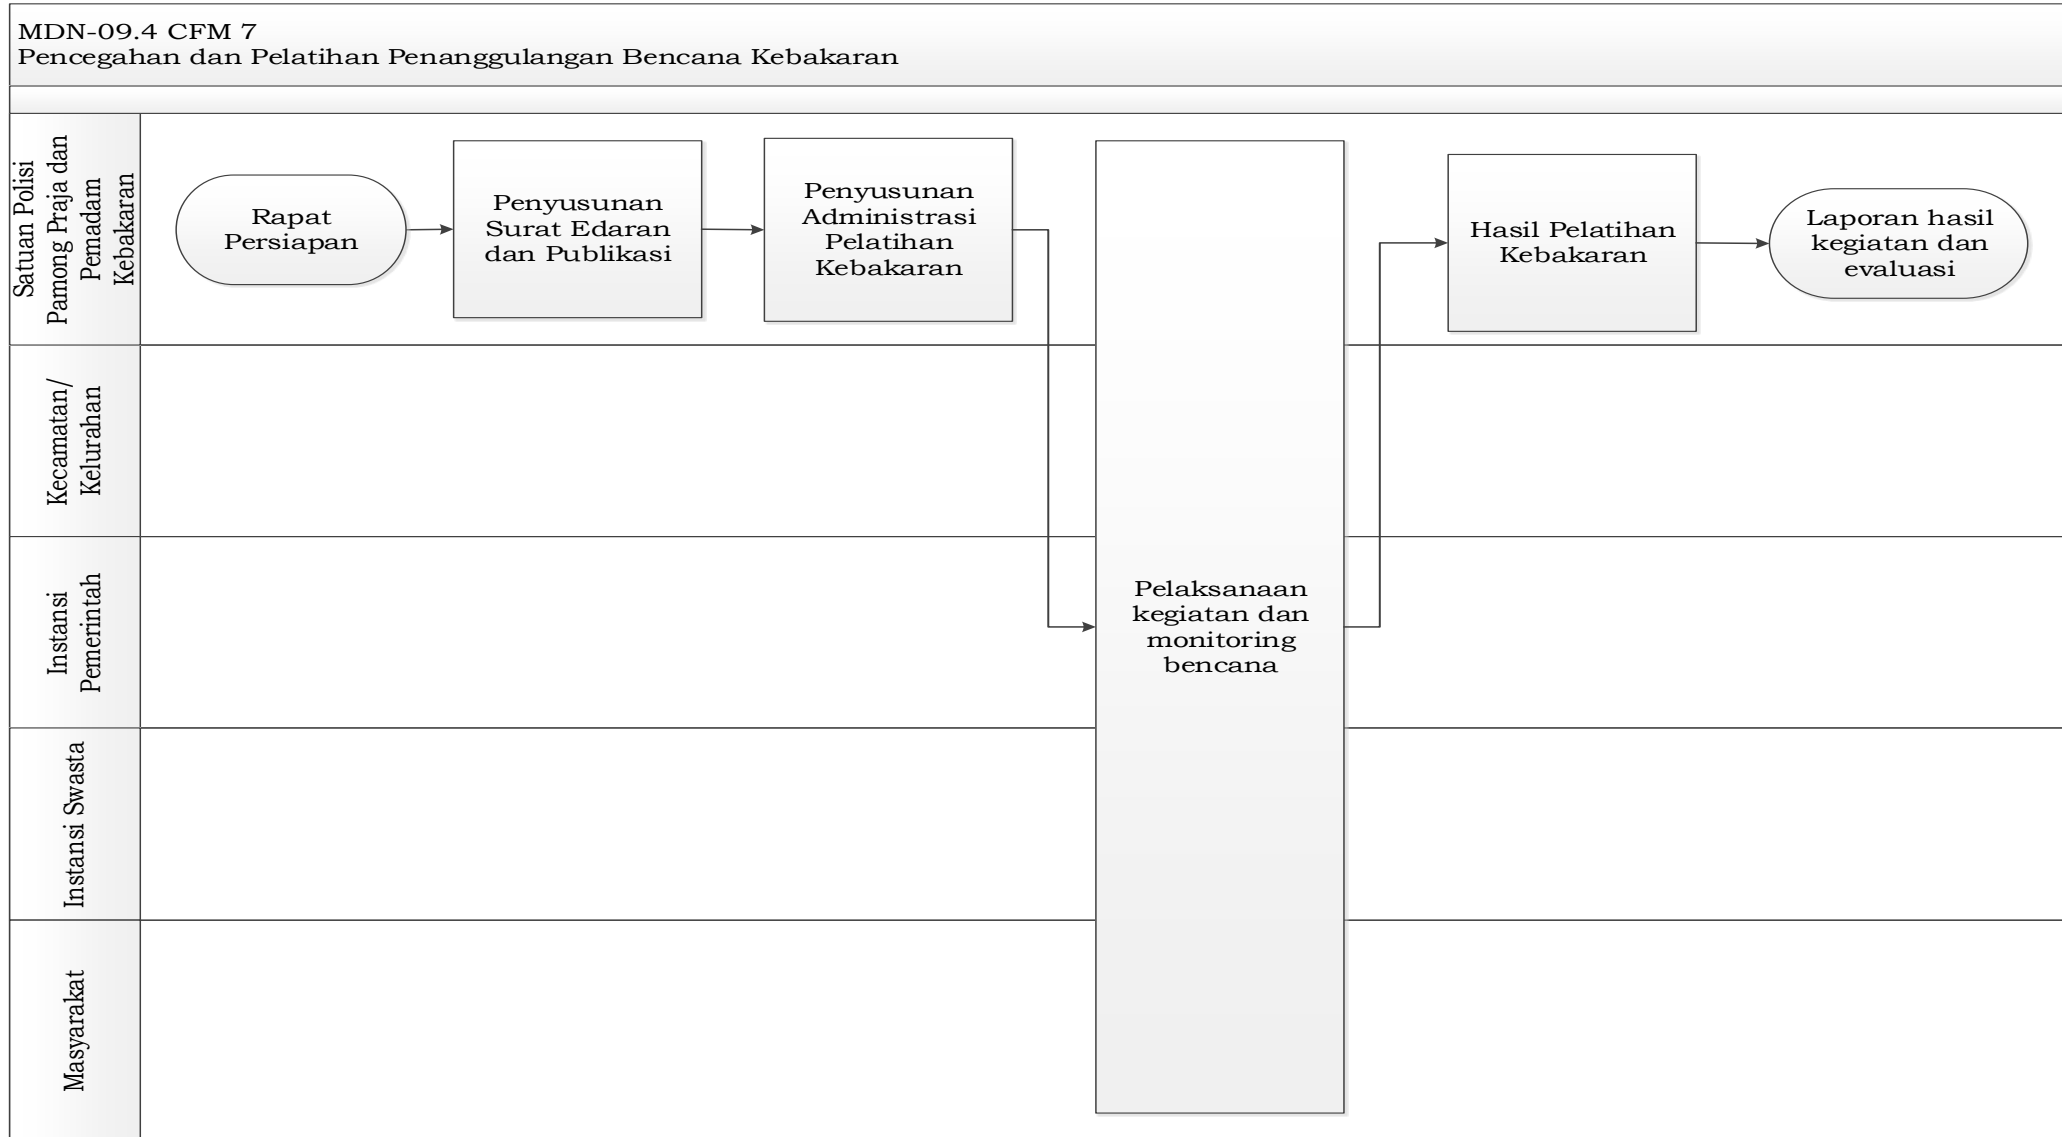 MDN-09.4 CFM 7
Pencegahan dan Pelatihan Penanggulangan Bencana Kebakaran
Satuan Polisi
Pamong Praja dan
Pemadam
Kebakaran
Rapat
Persiapan
Penyusunan
Surat Edaran
dan Publikasi
Penyusunan
Administrasi
Pelatihan
Kebakaran
Hasil Pelatihan
Kebakaran
Laporan hasil
kegiatan dan
evaluasi
Kecamatan/
Kelurahan
Instansi
Pemerintah
Pelaksanaan
kegiatan dan
monitoring
bencana
Instansi Swasta
Masyarakat